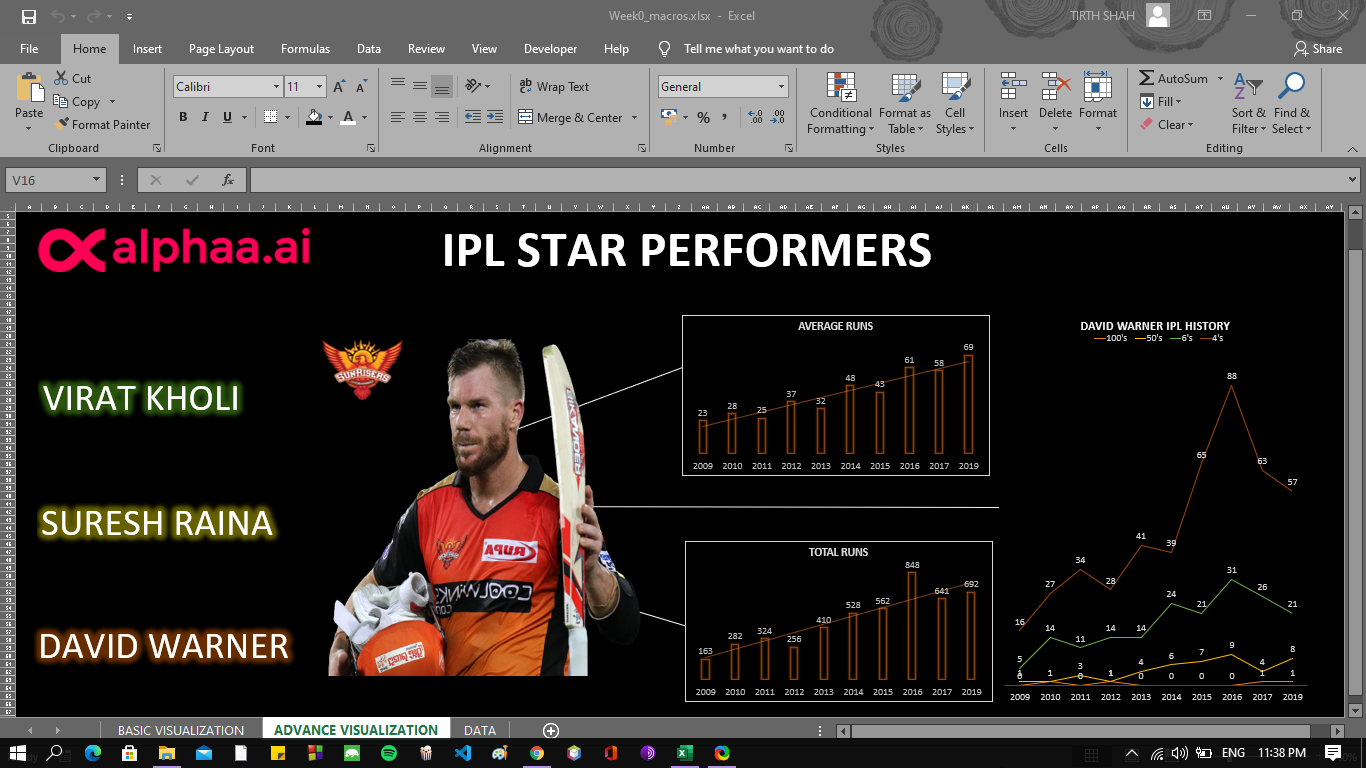 Week0_macros.xlsx - Excel
TIRTH SHAH
File Home Insert Page Layout Formulas Data Review View Developer Help Tell me what you want to do Share
Paste
Cut
Copy
Format Painter
Clipboard
Calibri 11
B I U
Font
Wrap Text
Merge & Center
Alignment
General
Number
Conditional Formatting
Format as Table
Cell Styles
Styles
Insert Delete Format
Cells
AutoSum
Fill
Clear
Sort & Filter
Find & Select
Editing
V16 fx
alphaa.ai
IPL STAR PERFORMERS
VIRAT KHOLI
SURESH RAINA
DAVID WARNER
SUNRISERS
AVERAGE RUNS
23 28 25 37 32 48 43 61 58 69
2009 2010 2011 2012 2013 2014 2015 2016 2017 2019
TOTAL RUNS
163 282 324 256 410 528 562 848 641 692
2009 2010 2011 2012 2013 2014 2015 2016 2017 2019
DAVID WARNER IPL HISTORY
100's 50's 6's 4's
16 27 34 28 41 39 65 88 63 57
5 14 11 14 14 24 21 31 26 21
1 3 1 4 6 7 9 4 8
0 1 0 1 0 0 0 0 1 1
2009 2010 2011 2012 2013 2014 2015 2016 2017 2019
RUPA
COOLWINKS
.com
BASIC VISUALIZATION ADVANCE VISUALIZATION DATA
ENG 11:38 PM